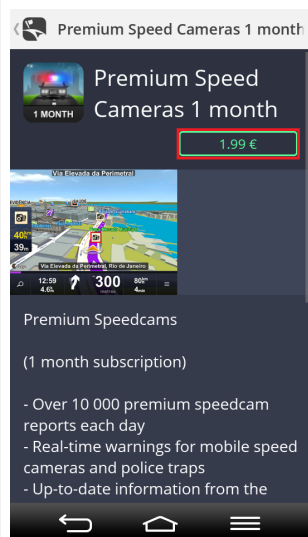 Premium Speed Cameras 1 month
Premium Speed
Cameras 1 month
1 MONTH
1.99 €
Via Elevada da Perimetral
Via Elevada da Perimetral, Rio de Janeiro
12:59
300
Premium Speedcams
(1 month subscription)
- Over 10 000 premium speedcam
reports each day
- Real-time warnings for mobile speed
cameras and police traps
- Up-to-date information from the